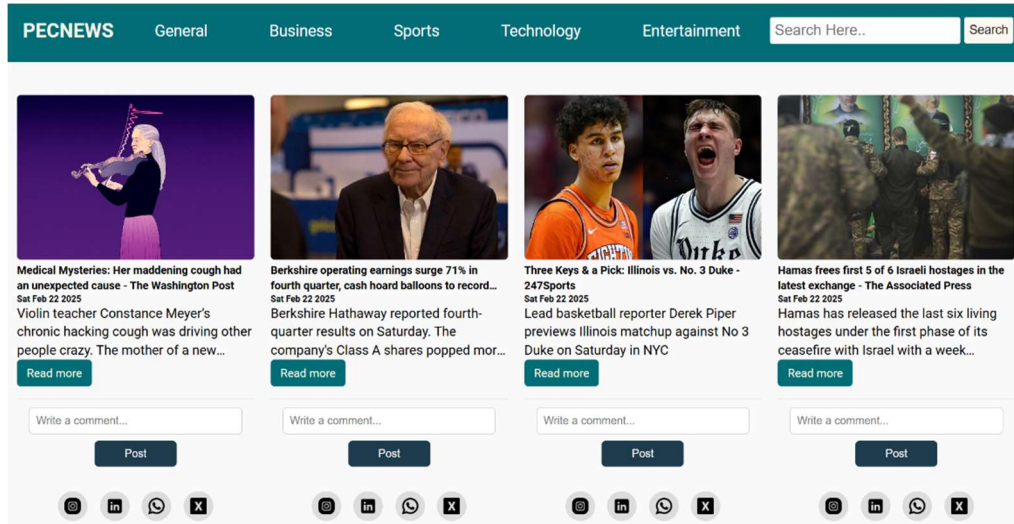 PECNEWS General Business Sports Technology Entertainment Search Here.. Search
Duke
Medical Mysteries: Her maddening cough had
an unexpected cause - The Washington Post
Sat Feb 22 2025
Violin teacher Constance Meyer's
chronic hacking cough was driving other
people crazy. The mother of a new...
Read more
Write a comment...
Post
Berkshire operating earnings surge 71% in
fourth quarter, cash hoard balloons to record...
Sat Feb 22 2025
Berkshire Hathaway reported fourth-
quarter results on Saturday. The
company's Class A shares popped mor...
Read more
Write a comment...
Post
Three Keys & a Pick: Illinois vs. No. 3 Duke -
247Sports
Sat Feb 22 2025
Lead basketball reporter Derek Piper
previews Illinois matchup against No 3
Duke on Saturday in NYC
Read more
Write a comment...
Post
Hamas frees first 5 of 6 Israeli hostages in the
latest exchange - The Associated Press
Sat Feb 22 2025
Hamas has released the last six living
hostages under the first phase of its
ceasefire with Israel with a week...
Read more
Write a comment...
Post